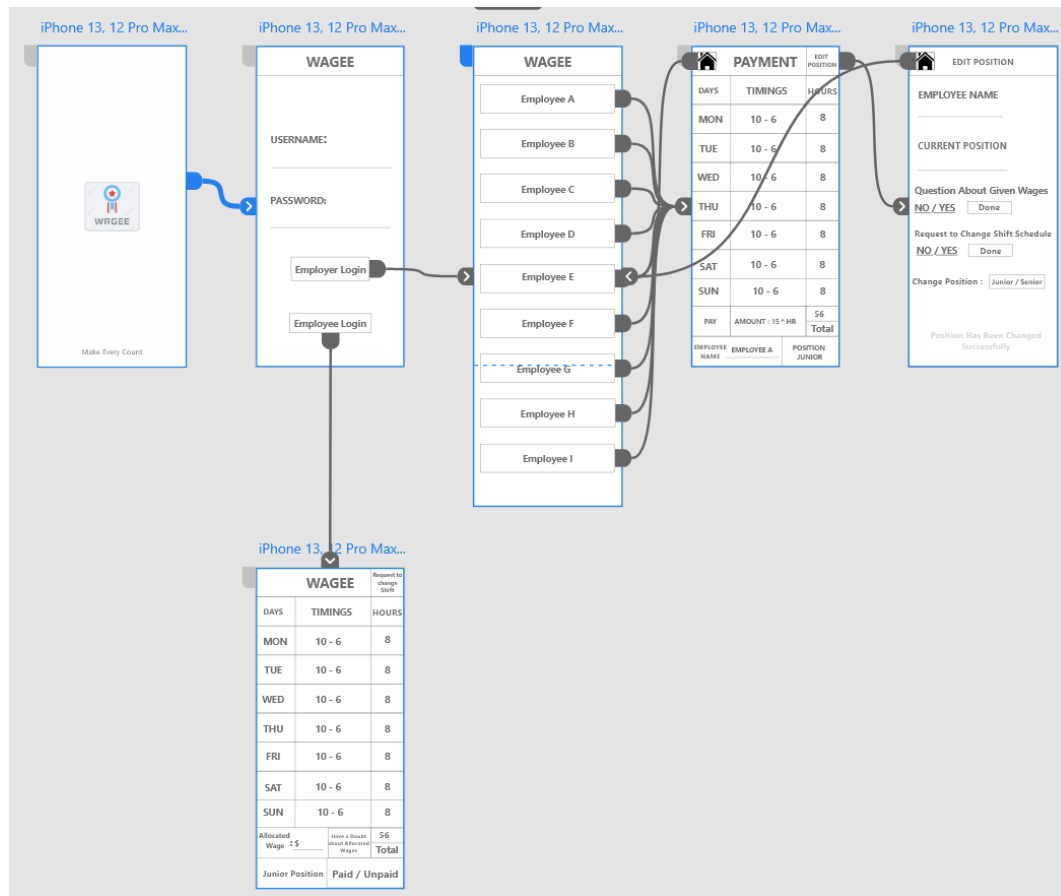 iPhone 13, 12 Pro Max...
WAGEE
Make Every Count
iPhone 13, 12 Pro Max...
WAGEE
USERNAME:
PASSWORD:
Employer Login
Employee Login
iPhone 13, 12 Pro Max...
WAGEE
Employee A
Employee B
Employee C
Employee D
Employee E
Employee F
Employee G
Employee H
Employee I
iPhone 13, 12 Pro Max...
PAYMENT
EDIT
POSITION
DAYS TIMINGS HOURS
MON 10 - 6 8
TUE 10 - 6 8
WED 10 - 6 8
THU 10 - 6 8
FRI 10 - 6 8
SAT 10 - 6 8
SUN 10 - 6 8
PAY AMOUNT : 15 * HR
56
Total
EMPLOYEE
NAME
EMPLOYEE A
POSITION
JUNIOR
iPhone 13, 12 Pro Max...
EDIT POSITION
EMPLOYEE NAME
CURRENT POSITION
Question About Given Wages
NO / YES Done
Request to Change Shift Schedule
NO / YES Done
Change Position : Junior / Senior
Position Has Been Changed
Successfully
iPhone 13, 12 Pro Max...
WAGEE
Request to
change
Shift
DAYS TIMINGS HOURS
MON 10 - 6 8
TUE 10 - 6 8
WED 10 - 6 8
THU 10 - 6 8
FRI 10 - 6 8
SAT 10 - 6 8
SUN 10 - 6 8
Allocated
Wage : $
Have a Doubt
about Allocated
Wages
56
Total
Junior Position Paid / Unpaid